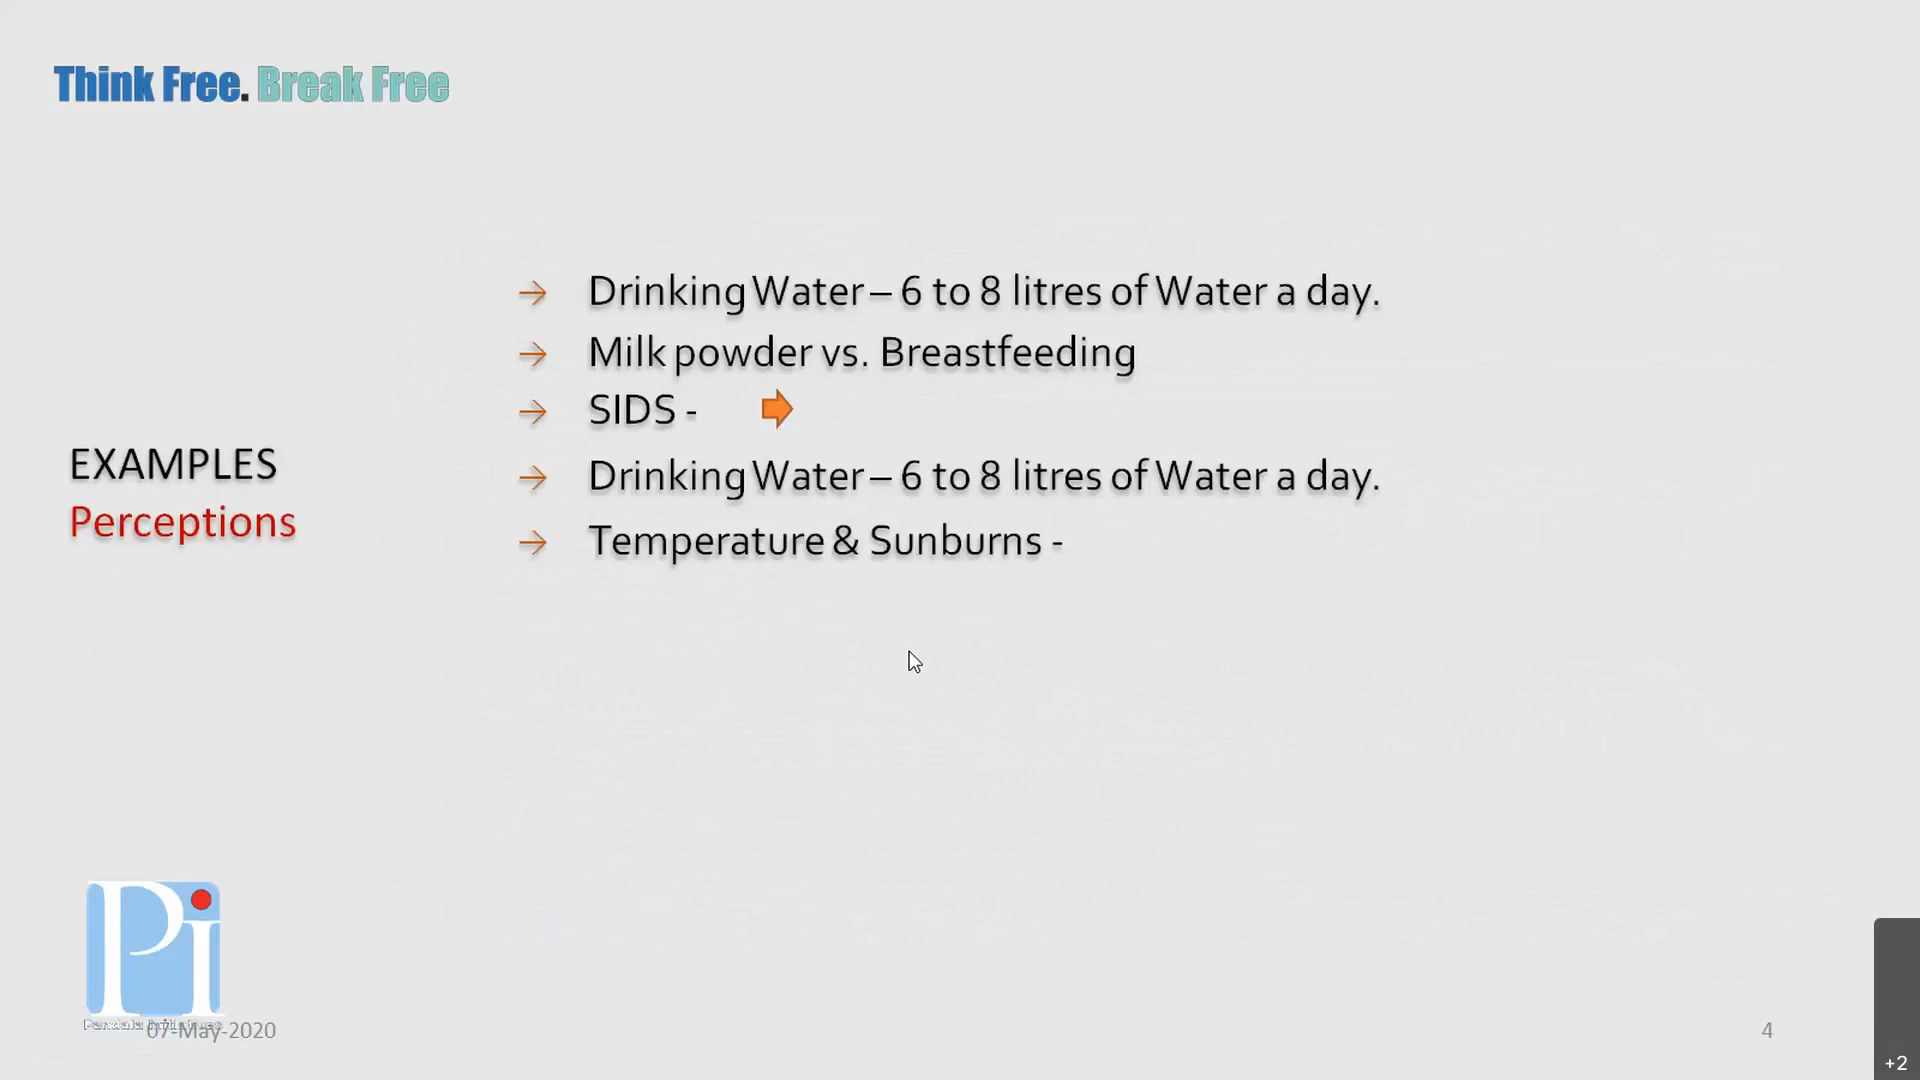 Think Free. Break Free
→ Drinking Water – 6 to 8 litres of Water a day.
→ Milk powder vs. Breastfeeding
→ SIDS -
→ Drinking Water – 6 to 8 litres of Water a day.
→ Temperature & Sunburns -
EXAMPLES
Perceptions
Pi
07-May-2020
4
+2